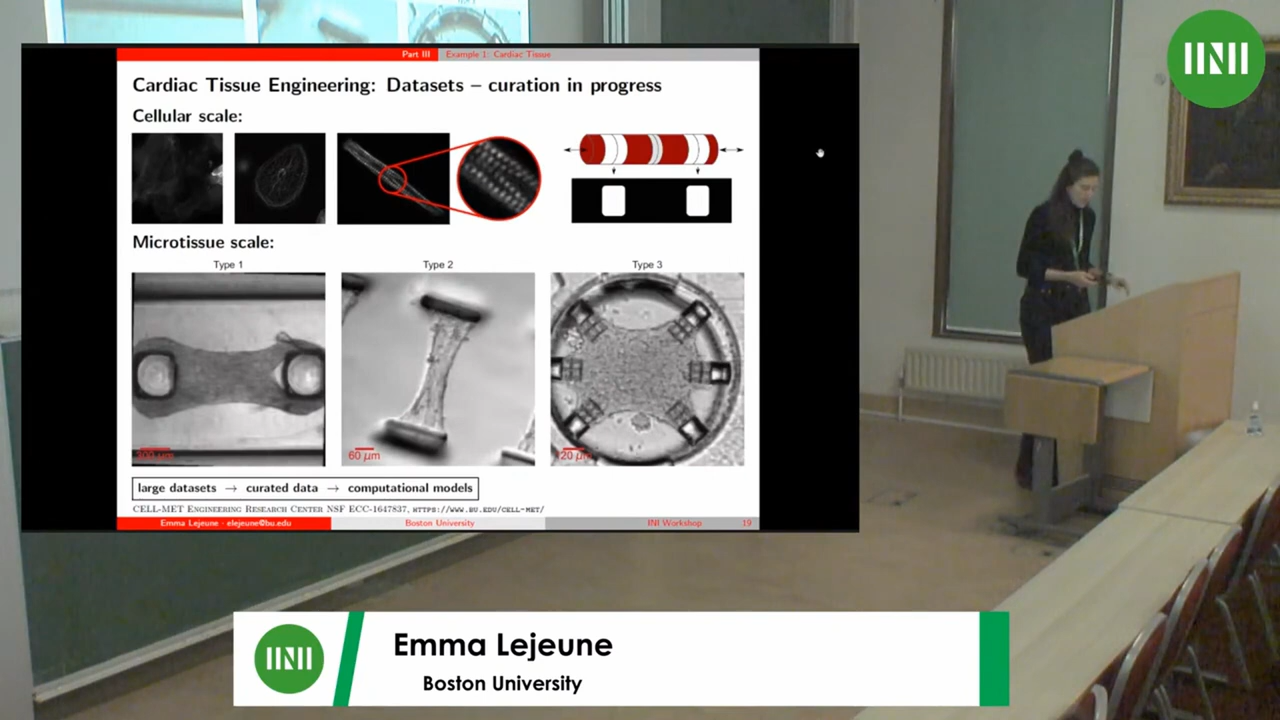 Part III Example 1: Cardiac Tissue
Cardiac Tissue Engineering: Datasets – curation in progress
Cellular scale:
Microtissue scale:
Type 1 Type 2 Type 3
300 µm 60 µm 120 µm
large datasets → curated data → computational models
CELL-MET ENGINEERING RESEARCH CENTER NSF ECC-1647837, HTTPS://WWW.BU.EDU/CELL-MET/
Emma Lejeune - elejeune@bu.edu Boston University INI Workshop 19
INI
INI
Emma Lejeune
Boston University